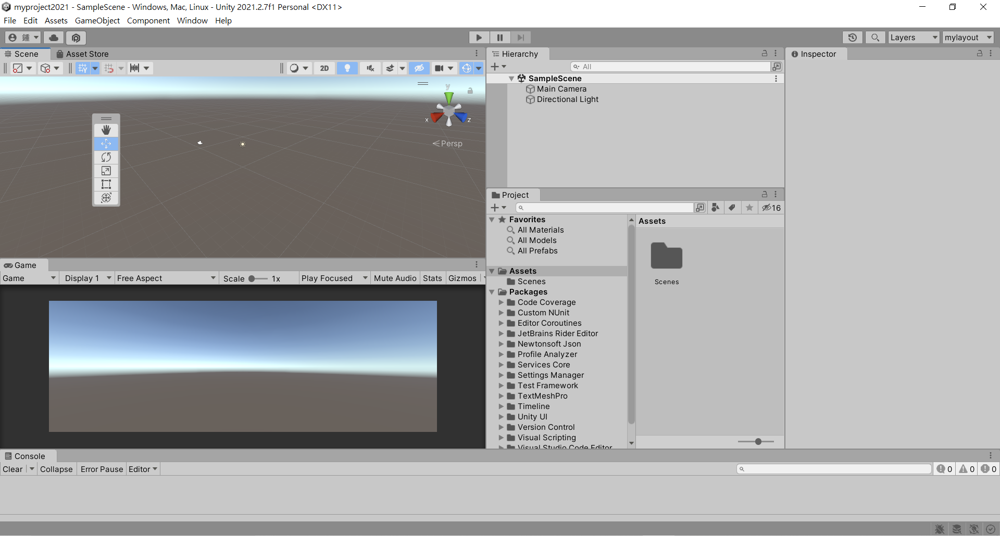 myproject2021 - SampleScene - Windows, Mac, Linux - Unity 2021.2.7f1 Personal <DX11>
File Edit Assets GameObject Component Window Help
鍾
Layers mylayout
Scene Asset Store
2D
y
x z
Persp
Hierarchy
All
SampleScene
Main Camera
Directional Light
Inspector
Project
16
Favorites
All Materials
All Models
All Prefabs
Assets
Scenes
Packages
Code Coverage
Custom NUnit
Editor Coroutines
JetBrains Rider Editor
Newtonsoft Json
Profile Analyzer
Services Core
Settings Manager
Test Framework
TextMeshPro
Timeline
Unity UI
Version Control
Visual Scripting
Visual Studio Code Editor
Assets
Scenes
Game
Game Display 1 Free Aspect Scale 1x Play Focused Mute Audio Stats Gizmos
Console
Clear Collapse Error Pause Editor 0 0 0